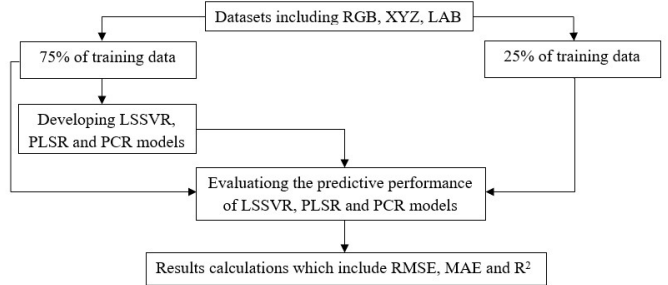 Datasets including RGB, XYZ, LAB
75% of training data
25% of training data
Developing LSSVR,
PLSR and PCR models
Evaluationg the predictive performance
of LSSVR, PLSR and PCR models
Results calculations which include RMSE, MAE and R²